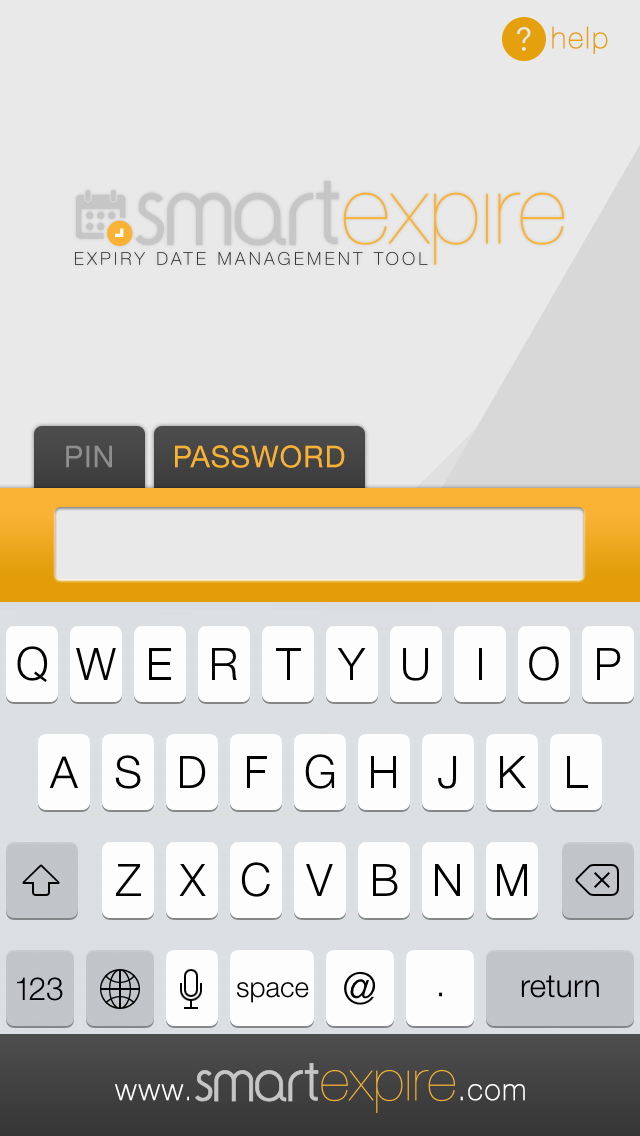 ? help
smartexpire
EXPIRY DATE MANAGEMENT TOOL
PIN PASSWORD
Q W E R T Y U I O P
A S D F G H J K L
Z X C V B N M
123 space @ . return
www.smartexpire.com